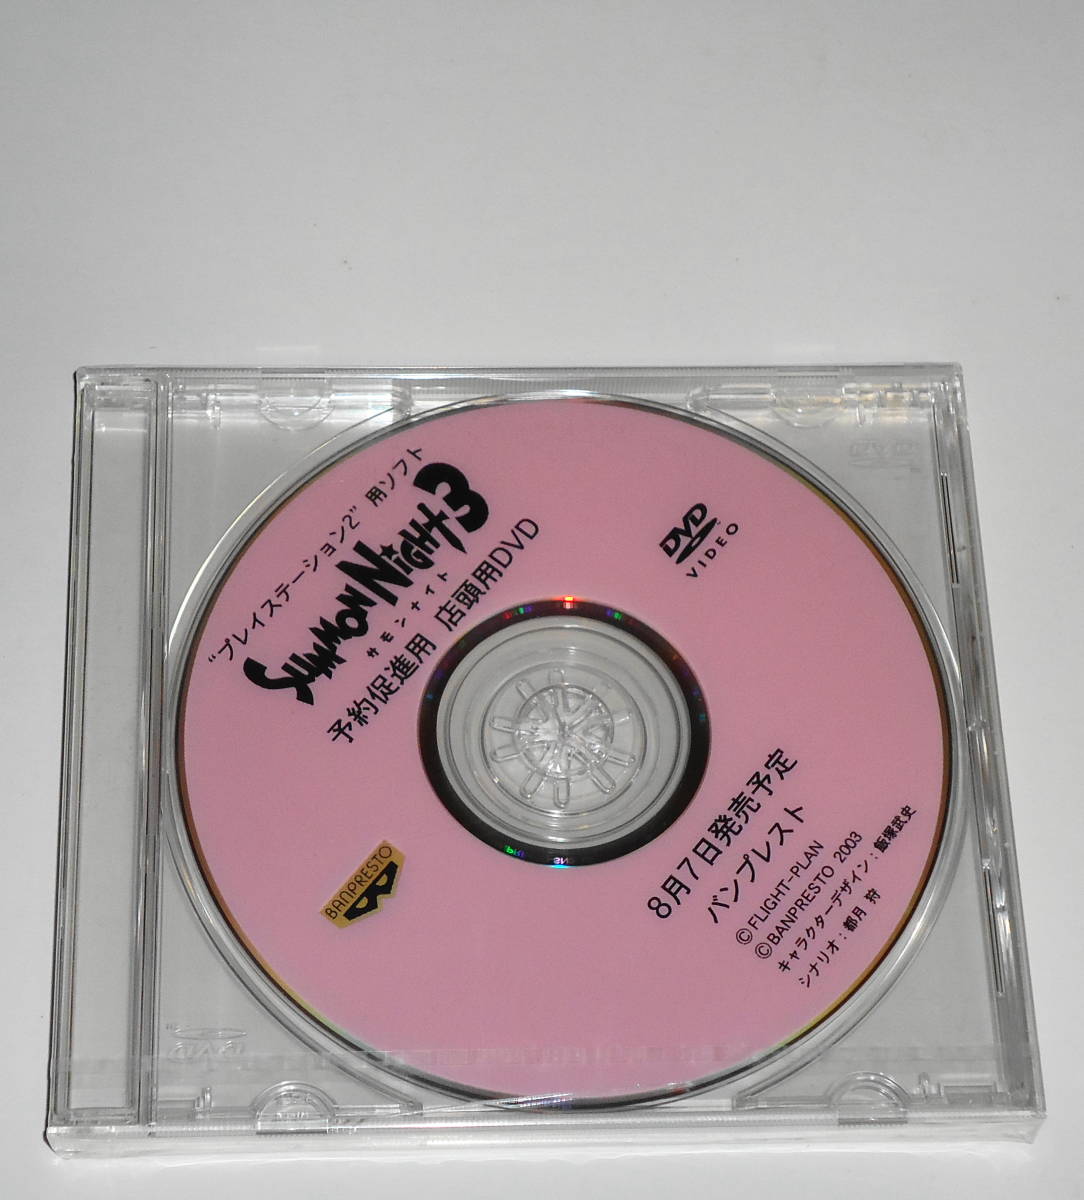 “プレイステーション2”用ソフト
SUMMON NIGHT 3
サモンナイト
予約促進用 店頭用DVD
DVD
VIDEO
BANPRESTO
8月7日発売予定
バンプレスト
©FLIGHT-PLAN
©BANPRESTO 2003
キャラクターデザイン：飯塚武史
シナリオ：都月 狩